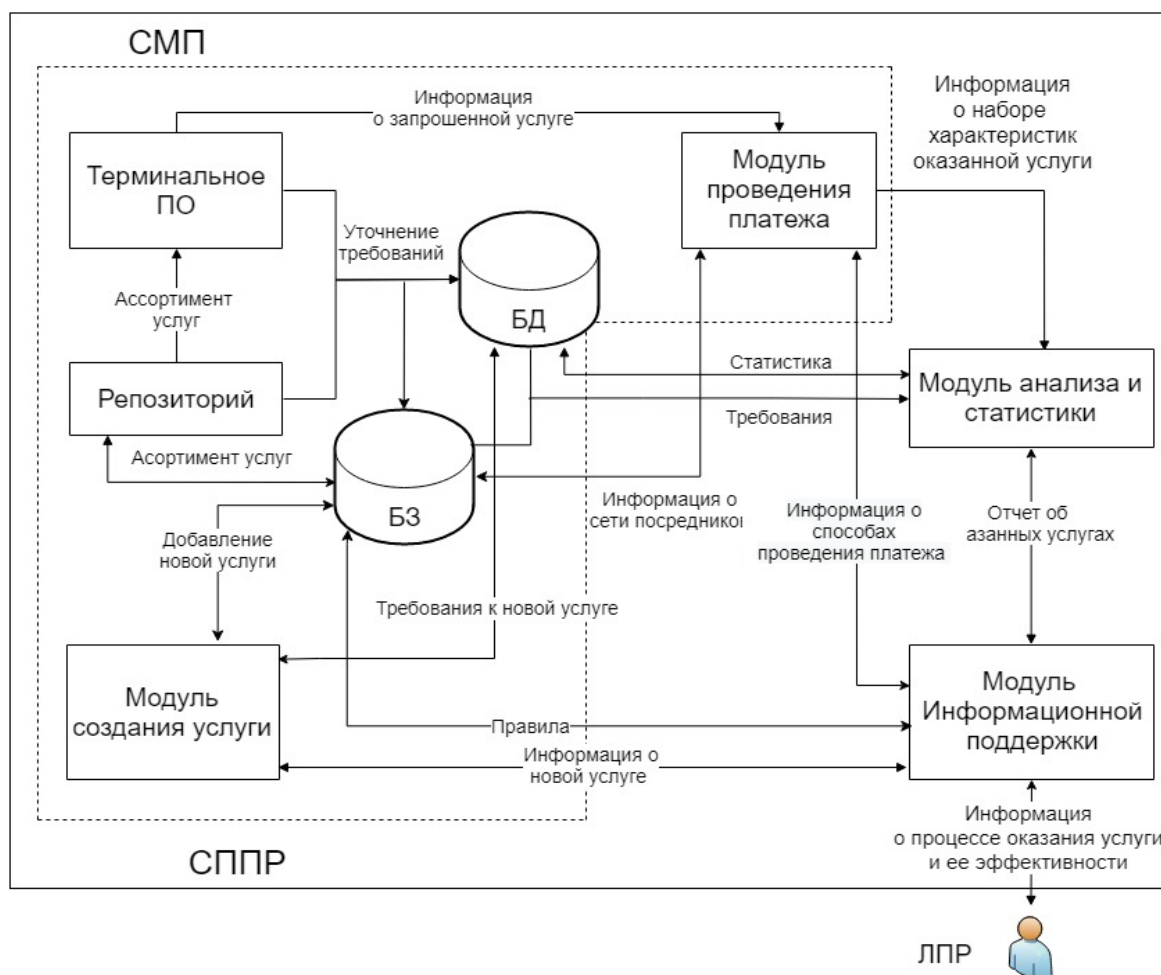 СМП
Информация
о запрошенной услуге
Информация
о наборе
характеристик
оказанной услуги
Терминальное
ПО
Модуль
проведения
платежа
Уточнение
требований
Ассортимент
услуг
БД
Статистика
Модуль анализа и
статистики
Репозиторий
Требования
Асортимент услуг
БЗ
Информация о
сети посредников
Информация о
способах
проведения платежа
Отчет об
азанных услугах
Добавление
новой услуги
Требования к новой услуге
Модуль
создания услуги
Модуль
Информационной
поддержки
Правила
Информация о
новой услуге
Информация
о процессе оказания услуги
и ее эффективности
СППР
ЛПР